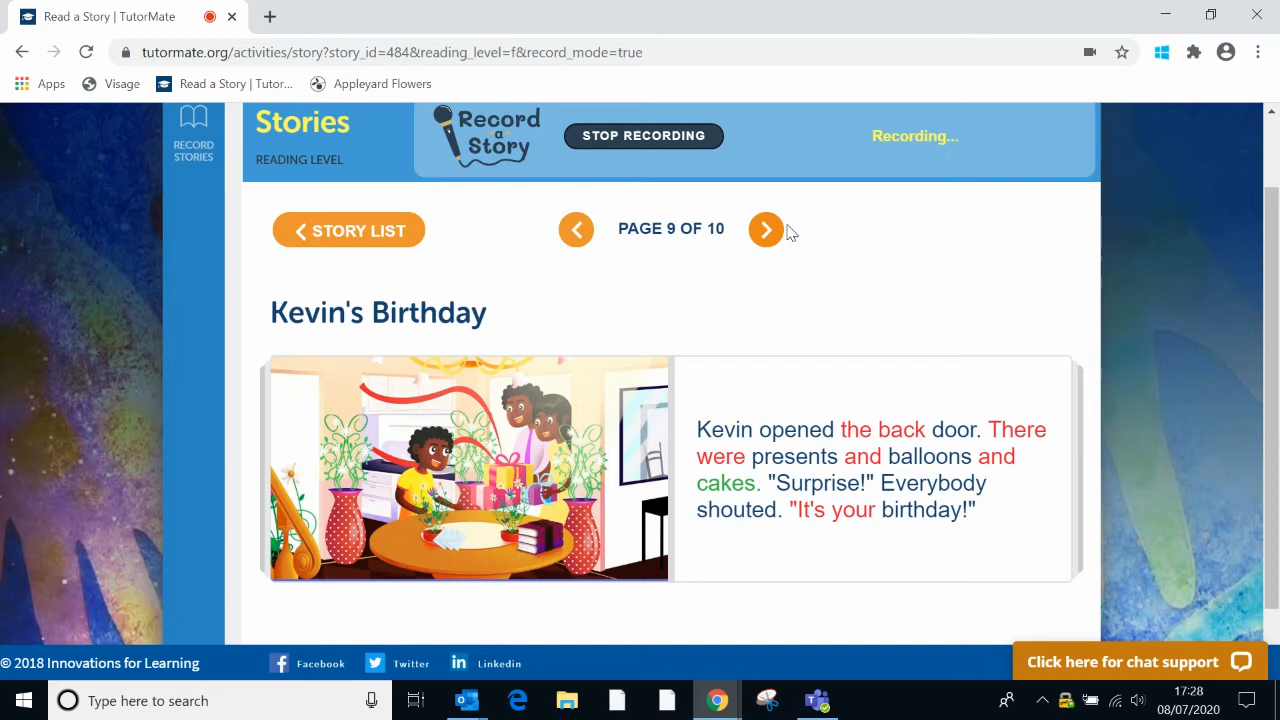 Read a Story | TutorMate
tutormate.org/activities/story?story_id=484&reading_level=f&record_mode=true
Apps
Visage
Read a Story | Tutor...
Appleyard Flowers
RECORD
STORIES
Stories
READING LEVEL
Record
a
Story
STOP RECORDING
Recording...
STORY LIST
PAGE 9 OF 10
Kevin's Birthday
Kevin opened the back door. There
were presents and balloons and
cakes. "Surprise!" Everybody
shouted. "It's your birthday!"
© 2018 Innovations for Learning
Facebook
Twitter
Linkedin
Click here for chat support
Type here to search
17:28
08/07/2020